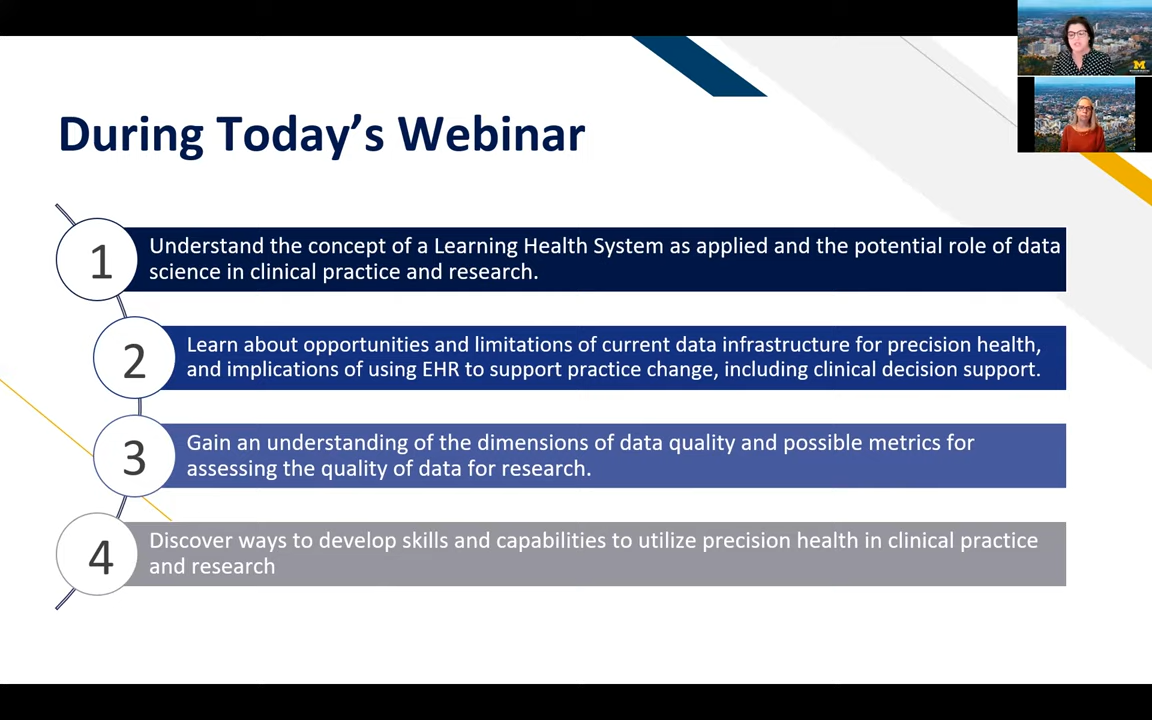 During Today's Webinar
1
Understand the concept of a Learning Health System as applied and the potential role of data
science in clinical practice and research.
2
Learn about opportunities and limitations of current data infrastructure for precision health,
and implications of using EHR to support practice change, including clinical decision support.
3
Gain an understanding of the dimensions of data quality and possible metrics for
assessing the quality of data for research.
4
Discover ways to develop skills and capabilities to utilize precision health in clinical practice
and research
M